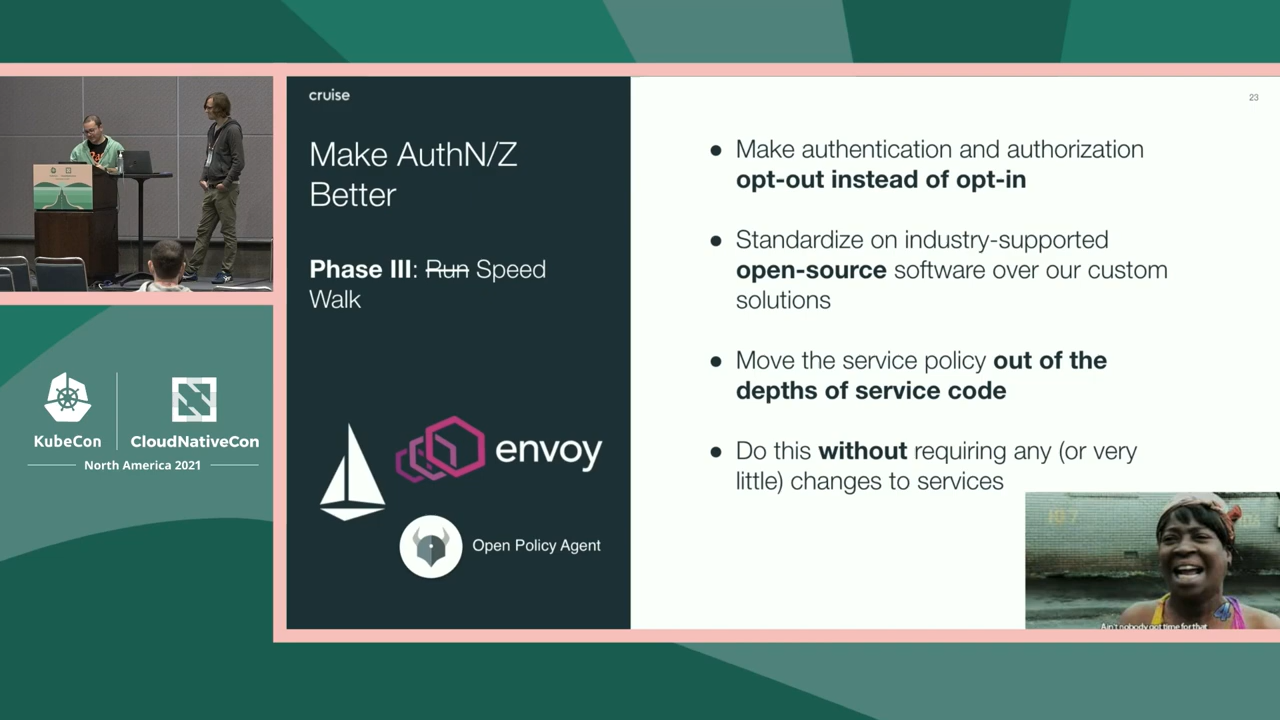 cruise
23
Make AuthN/Z
Better
Phase III: Run Speed
Walk
envoy
Open Policy Agent
● Make authentication and authorization
opt-out instead of opt-in
● Standardize on industry-supported
open-source software over our custom
solutions
● Move the service policy out of the
depths of service code
● Do this without requiring any (or very
little) changes to services
Ain't nobody got time for that
KubeCon
CloudNativeCon
North America 2021